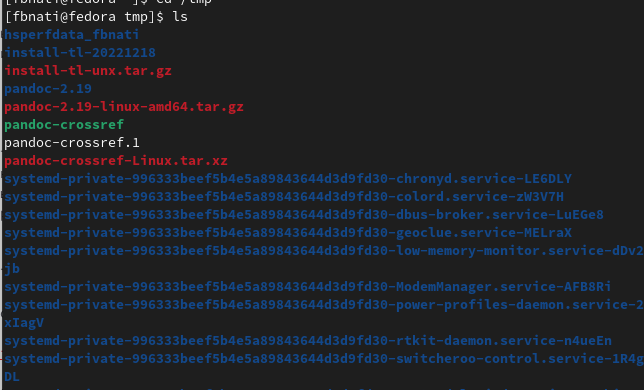 [fbnati@fedora ~]$ cd /tmp
[fbnati@fedora tmp]$ ls
hsperfdata_fbnati
install-tl-20221218
install-tl-unx.tar.gz
pandoc-2.19
pandoc-2.19-linux-amd64.tar.gz
pandoc-crossref
pandoc-crossref.1
pandoc-crossref-Linux.tar.xz
systemd-private-996333beef5b4e5a89843644d3d9fd30-chronyd.service-LE6DLY
systemd-private-996333beef5b4e5a89843644d3d9fd30-colord.service-zW3V7H
systemd-private-996333beef5b4e5a89843644d3d9fd30-dbus-broker.service-LuEGe8
systemd-private-996333beef5b4e5a89843644d3d9fd30-geoclue.service-MELraX
systemd-private-996333beef5b4e5a89843644d3d9fd30-low-memory-monitor.service-dDv2
jb
systemd-private-996333beef5b4e5a89843644d3d9fd30-ModemManager.service-AFB8Ri
systemd-private-996333beef5b4e5a89843644d3d9fd30-power-profiles-daemon.service-2
xIagV
systemd-private-996333beef5b4e5a89843644d3d9fd30-rtkit-daemon.service-n4ueEn
systemd-private-996333beef5b4e5a89843644d3d9fd30-switcheroo-control.service-1R4g
DL